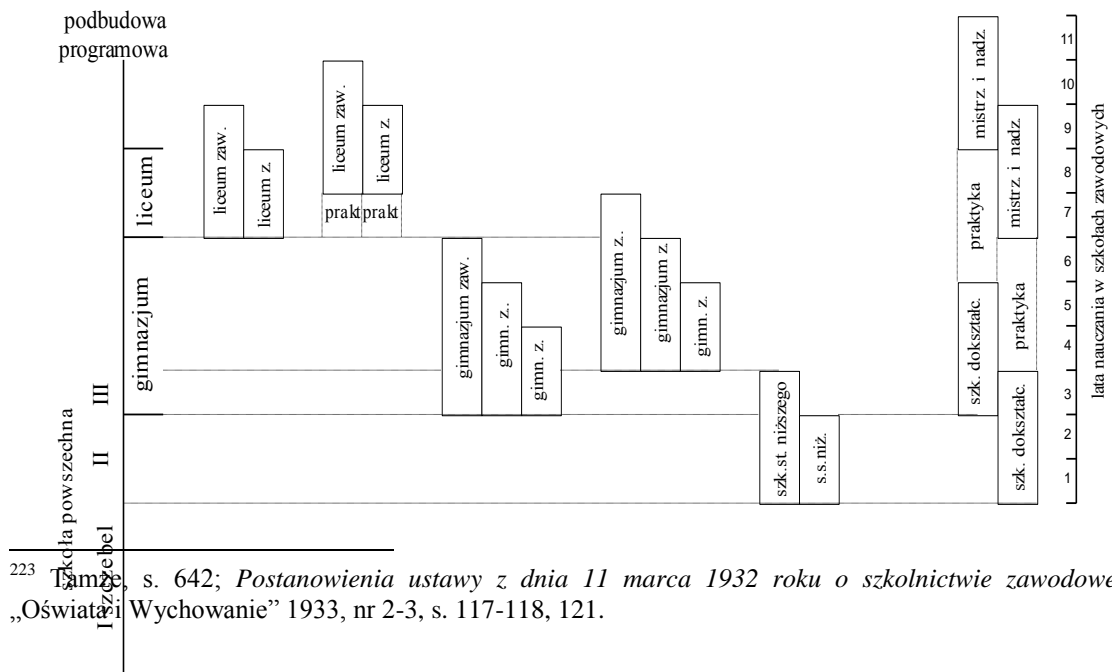 podbudowa
programowa
liceum
gimnazjum
III
II
I szczebel
szkoła powszechna
liceum zaw.
liceum z.
liceum zaw.
liceum z.
prakt
prakt
gimnazjum zaw.
gimn. z..
gimn. z.
gimnazjum z.
gimnazjum z.
gimn. z.
szk.st. niższego
s.s.niż.
mistrz. i nadz.
praktyka
szk. dokształc.
mistrz. i nadz.
praktyka
szk. dokształc.
11
10
9
8
7
6
5
4
3
2
1
lata nauczania w szkołach zawodowych
223 Tamże, s. 642; Postanowienia ustawy z dnia 11 marca 1932 roku o szkolnictwie zawodowe
„Oświata i Wychowanie” 1933, nr 2-3, s. 117-118, 121.